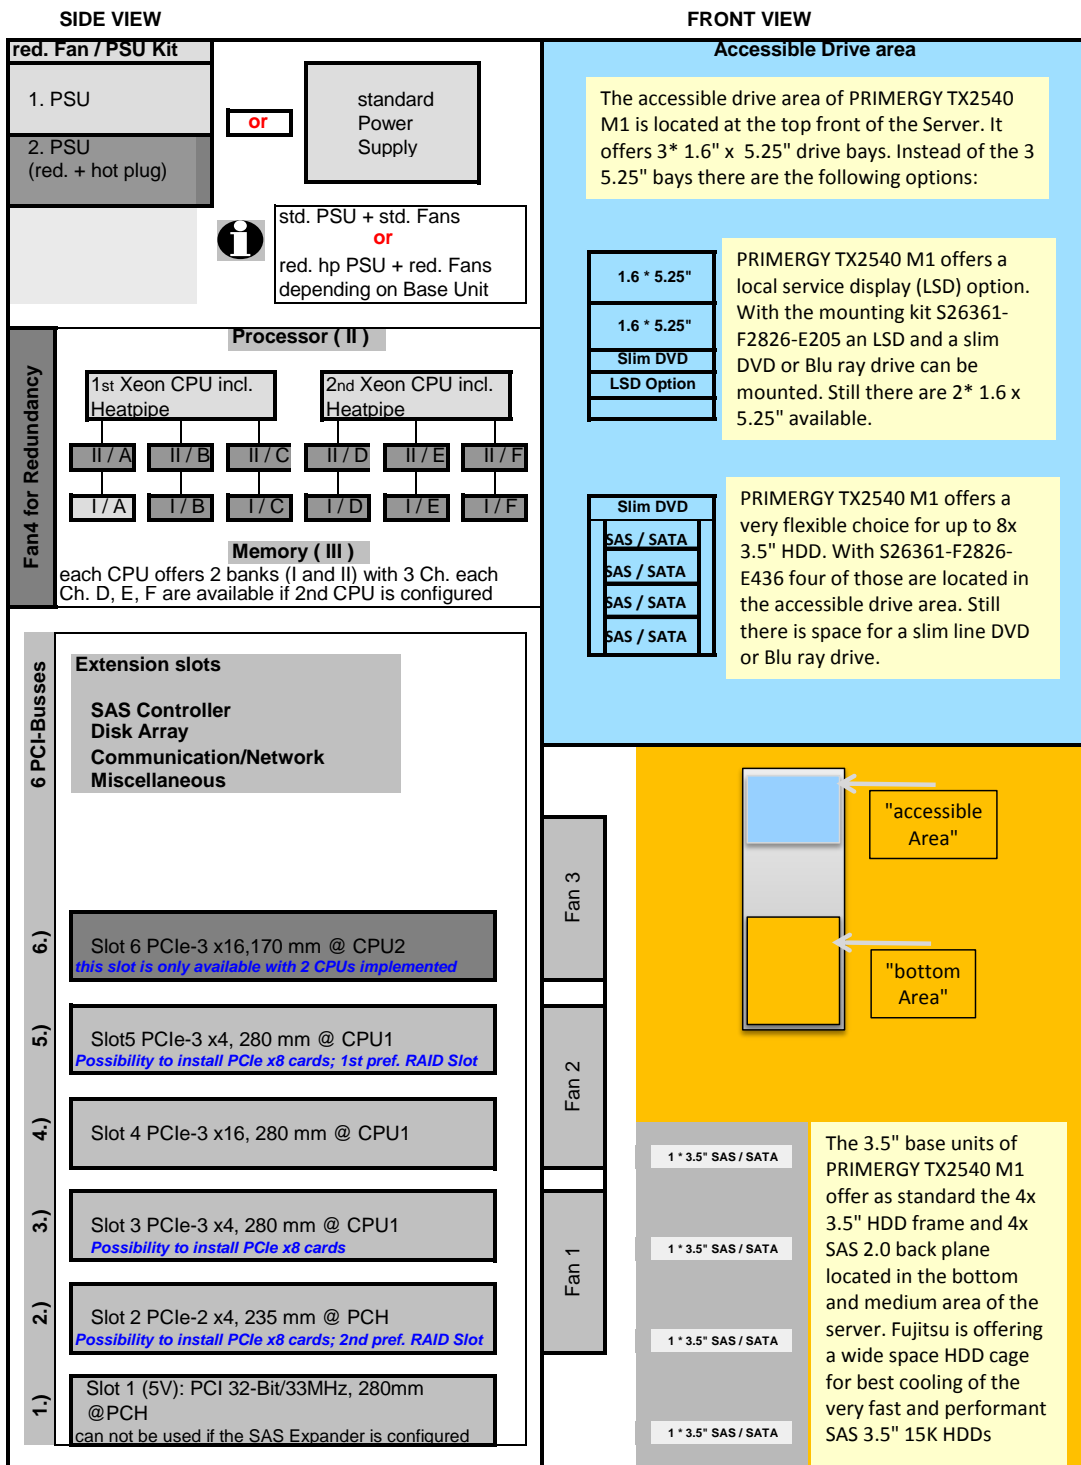 SIDE VIEW
FRONT VIEW
red. Fan / PSU Kit
1. PSU
2. PSU
(red. + hot plug)
or
standard
Power
Supply
std. PSU + std. Fans
or
red. hp PSU + red. Fans
depending on Base Unit
Processor ( II )
Fan4 for Redundancy
1st Xeon CPU incl.
Heatpipe
2nd Xeon CPU incl.
Heatpipe
II / A
II / B
II / C
II / D
II / E
II / F
I / A
I / B
I / C
I / D
I / E
I / F
Memory ( III )
each CPU offers 2 banks (I and II) with 3 Ch. each
Ch. D, E, F are available if 2nd CPU is configured
6 PCI-Busses
Extension slots
SAS Controller
Disk Array
Communication/Network
Miscellaneous
6.)
Slot 6 PCIe-3 x16,170 mm @ CPU2
this slot is only available with 2 CPUs implemented
5.)
Slot5 PCIe-3 x4, 280 mm @ CPU1
Possibility to install PCIe x8 cards; 1st pref. RAID Slot
4.)
Slot 4 PCIe-3 x16, 280 mm @ CPU1
3.)
Slot 3 PCIe-3 x4, 280 mm @ CPU1
Possibility to install PCIe x8 cards
2.)
Slot 2 PCIe-2 x4, 235 mm @ PCH
Possibility to install PCIe x8 cards; 2nd pref. RAID Slot
1.)
Slot 1 (5V): PCI 32-Bit/33MHz, 280mm
@PCH
can not be used if the SAS Expander is configured
Fan 3
Fan 2
Fan 1
Accessible Drive area
The accessible drive area of PRIMERGY TX2540
M1 is located at the top front of the Server. It
offers 3* 1.6" x 5.25" drive bays. Instead of the 3
5.25" bays there are the following options:
1.6 * 5.25"
1.6 * 5.25"
Slim DVD
LSD Option
PRIMERGY TX2540 M1 offers a
local service display (LSD) option.
With the mounting kit S26361-
F2826-E205 an LSD and a slim
DVD or Blu ray drive can be
mounted. Still there are 2* 1.6 x
5.25" available.
Slim DVD
SAS / SATA
SAS / SATA
SAS / SATA
SAS / SATA
PRIMERGY TX2540 M1 offers a
very flexible choice for up to 8x
3.5" HDD. With S26361-F2826-
E436 four of those are located in
the accessible drive area. Still
there is space for a slim line DVD
or Blu ray drive.
"accessible
Area"
"bottom
Area"
1 * 3.5" SAS / SATA
1 * 3.5" SAS / SATA
1 * 3.5" SAS / SATA
1 * 3.5" SAS / SATA
The 3.5" base units of
PRIMERGY TX2540 M1
offer as standard the 4x
3.5" HDD frame and 4x
SAS 2.0 back plane
located in the bottom
and medium area of the
server. Fujitsu is offering
a wide space HDD cage
for best cooling of the
very fast and performant
SAS 3.5" 15K HDDs